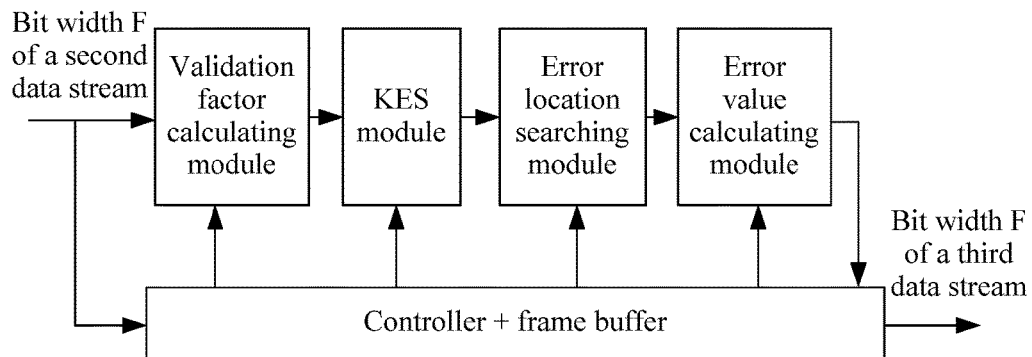 Bit width F
of a second
data stream
Validation
factor
calculating
module
KES
module
Error
location
searching
module
Error
value
calculating
module
Bit width F
of a third
data stream
Controller + frame buffer